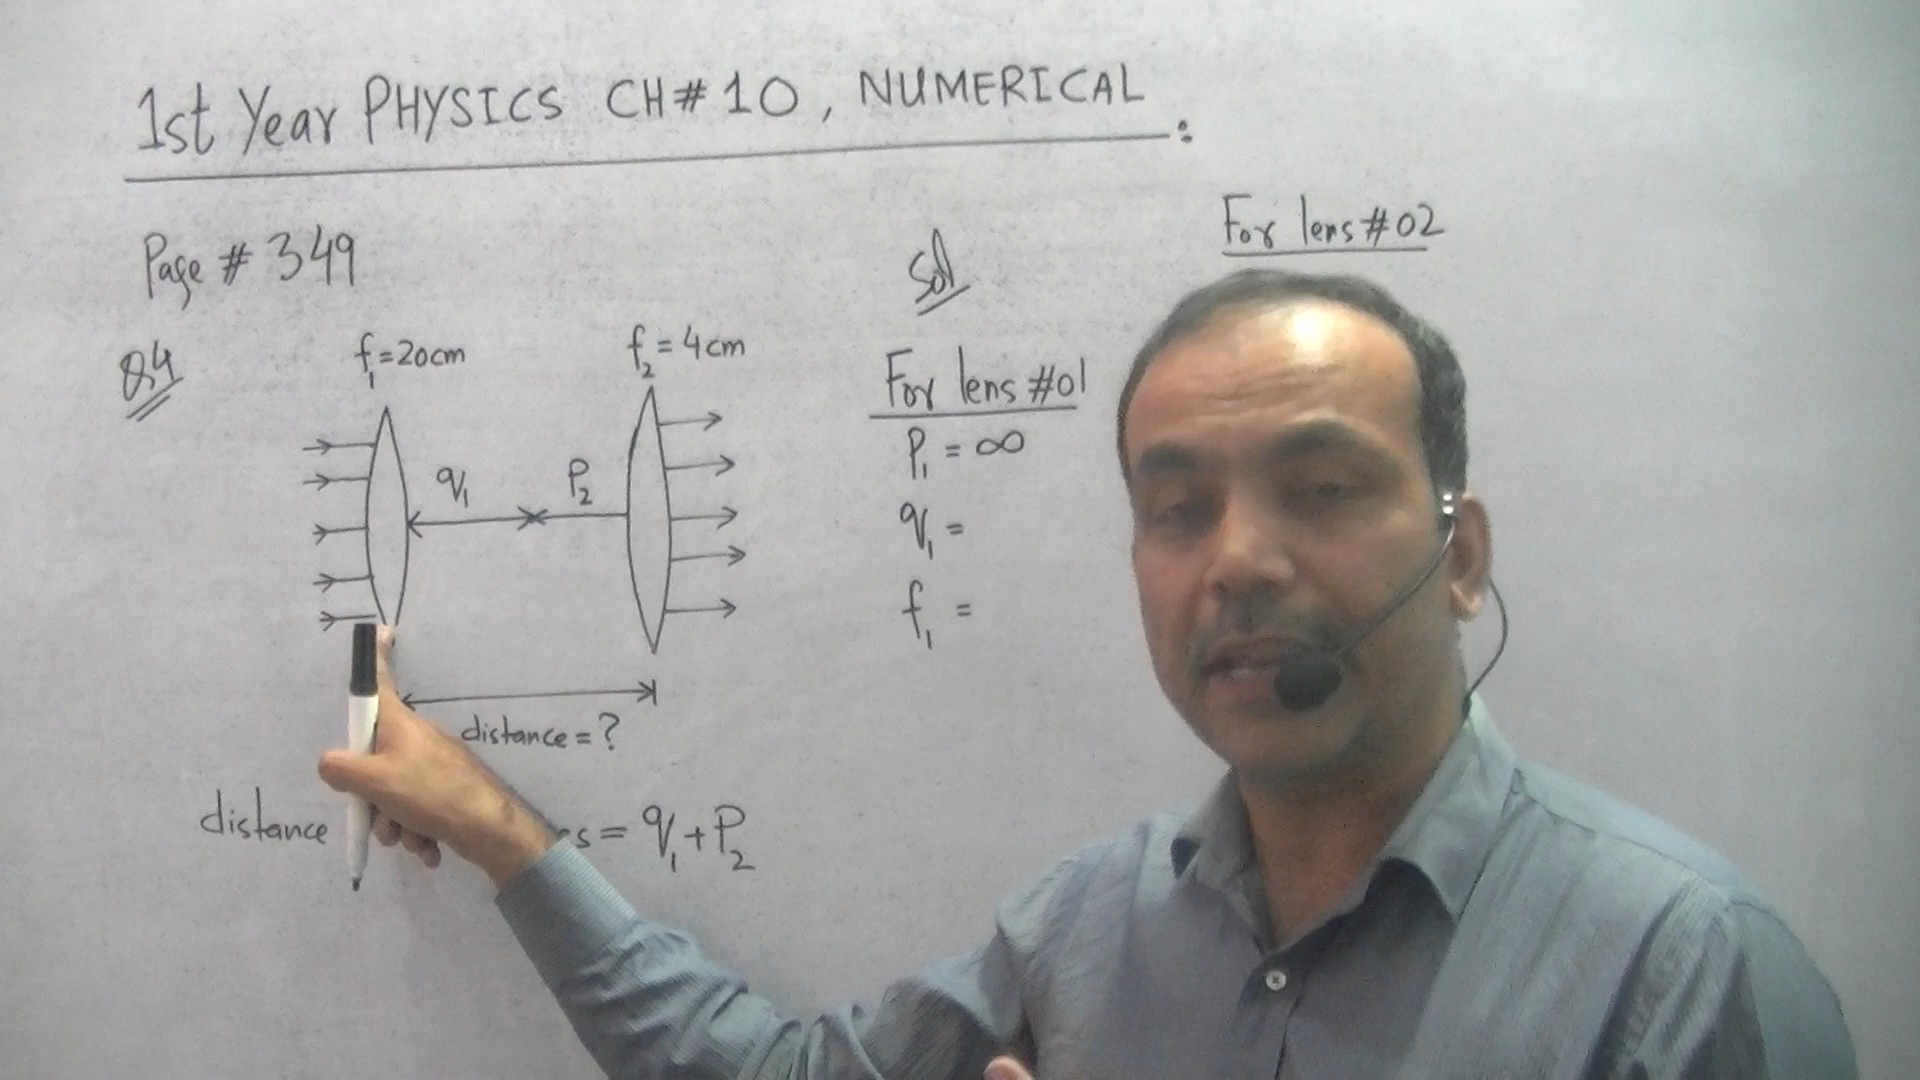 1st Year PHYSICS CH# 10, NUMERICAL:
Page # 349
Q4
f₁=20cm
f₂=4cm
q₁
P₂
distance=?
distance
= q₁+P₂
Sol
For lens #01
P₁ = ∞
q₁ =
f₁ =
For lens #02